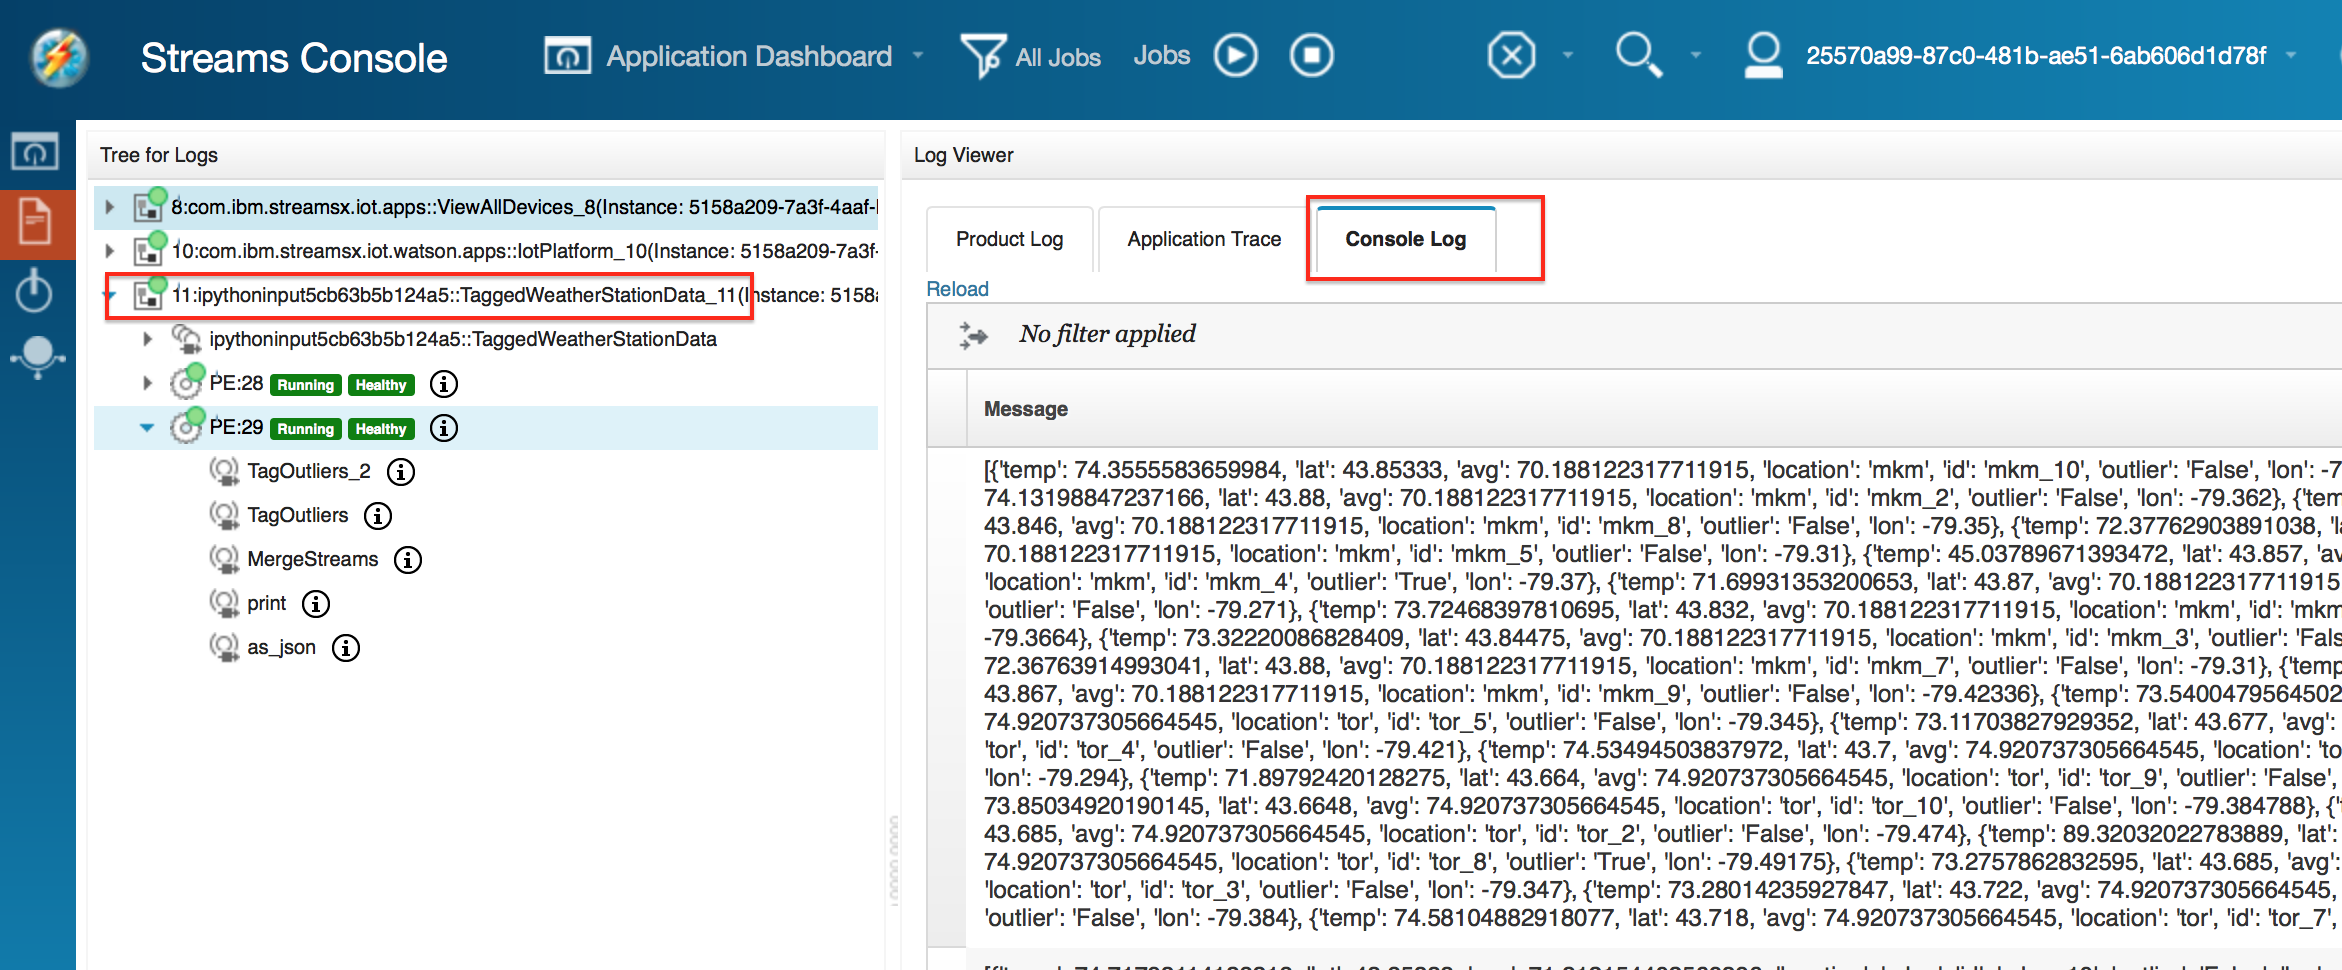 Streams Console
Application Dashboard
All Jobs
Jobs
25570a99-87c0-481b-ae51-6ab606d1d78f
Tree for Logs
8:com.ibm.streamsx.iot.apps::ViewAllDevices_8(Instance: 5158a209-7a3f-4aaf-
10:com.ibm.streamsx.iot.watson.apps::IotPlatform_10(Instance: 5158a209-7a3f-
11:ipythoninput5cb63b5b124a5::TaggedWeatherStationData_11(Instance: 5158a
ipythoninput5cb63b5b124a5::TaggedWeatherStationData
PE:28 Running Healthy
PE:29 Running Healthy
TagOutliers_2
TagOutliers
MergeStreams
print
as_json
Log Viewer
Product Log
Application Trace
Console Log
Reload
No filter applied
Message
[{'temp': 74.3555583659984, 'lat': 43.85333, 'avg': 70.188122317711915, 'location': 'mkm', 'id': 'mkm_10', 'outlier': 'False', 'lon': -7
74.13198847237166, 'lat': 43.88, 'avg': 70.188122317711915, 'location': 'mkm', 'id': 'mkm_2', 'outlier': 'False', 'lon': -79.362}, {'tem
43.846, 'avg': 70.188122317711915, 'location': 'mkm', 'id': 'mkm_8', 'outlier': 'False', 'lon': -79.35}, {'temp': 72.37762903891038, 'la
70.188122317711915, 'location': 'mkm', 'id': 'mkm_5', 'outlier': 'False', 'lon': -79.31}, {'temp': 45.03789671393472, 'lat': 43.857, 'av
'location': 'mkm', 'id': 'mkm_4', 'outlier': 'True', 'lon': -79.37}, {'temp': 71.69931353200653, 'lat': 43.87, 'avg': 70.188122317711915
'outlier': 'False', 'lon': -79.271}, {'temp': 73.72468397810695, 'lat': 43.832, 'avg': 70.188122317711915, 'location': 'mkm', 'id': 'mkm
-79.3664}, {'temp': 73.32220086828409, 'lat': 43.84475, 'avg': 70.188122317711915, 'location': 'mkm', 'id': 'mkm_3', 'outlier': 'Fals
72.36763914993041, 'lat': 43.88, 'avg': 70.188122317711915, 'location': 'mkm', 'id': 'mkm_7', 'outlier': 'False', 'lon': -79.31}, {'temp
43.867, 'avg': 70.188122317711915, 'location': 'mkm', 'id': 'mkm_9', 'outlier': 'False', 'lon': -79.42336}, {'temp': 73.5400479564502
74.920737305664545, 'location': 'tor', 'id': 'tor_5', 'outlier': 'False', 'lon': -79.345}, {'temp': 73.11703827929352, 'lat': 43.677, 'avg':
'tor', 'id': 'tor_4', 'outlier': 'False', 'lon': -79.421}, {'temp': 74.53494503837972, 'lat': 43.7, 'avg': 74.920737305664545, 'location': 'to
'lon': -79.294}, {'temp': 71.89792420128275, 'lat': 43.664, 'avg': 74.920737305664545, 'location': 'tor', 'id': 'tor_9', 'outlier': 'False',
73.85034920190145, 'lat': 43.6648, 'avg': 74.920737305664545, 'location': 'tor', 'id': 'tor_10', 'outlier': 'False', 'lon': -79.384788}, {'
43.685, 'avg': 74.920737305664545, 'location': 'tor', 'id': 'tor_2', 'outlier': 'False', 'lon': -79.474}, {'temp': 89.32032022783889, 'lat':
74.920737305664545, 'location': 'tor', 'id': 'tor_8', 'outlier': 'True', 'lon': -79.49175}, {'temp': 73.2757862832595, 'lat': 43.685, 'avg':
'location': 'tor', 'id': 'tor_3', 'outlier': 'False', 'lon': -79.347}, {'temp': 73.28014235927847, 'lat': 43.722, 'avg': 74.920737305664545,
'outlier': 'False', 'lon': -79.384}, {'temp': 74.58104882918077, 'lat': 43.718, 'avg': 74.920737305664545, 'location': 'tor', 'id': 'tor_7',